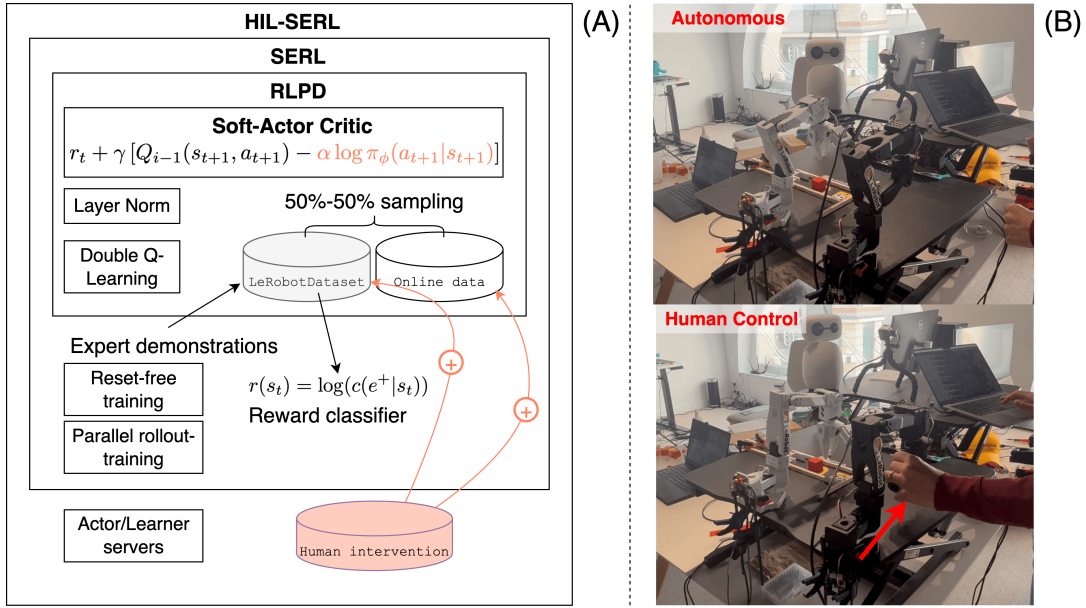 HIL-SERL
(A)
SERL
RLPD
Soft-Actor Critic
r_t + γ [Q_{i−1}(s_{t+1}, a_{t+1}) − α log π_ϕ(a_{t+1}|s_{t+1})]
Layer Norm
50%-50% sampling
Double Q-
Learning
LeRobotDataset
Online data
Expert demonstrations
Reset-free
training
r(s_t) = log(c(e⁺|s_t))
Reward classifier
Parallel rollout-
training
+
+
Actor/Learner
servers
Human intervention
Autonomous
(B)
Human Control